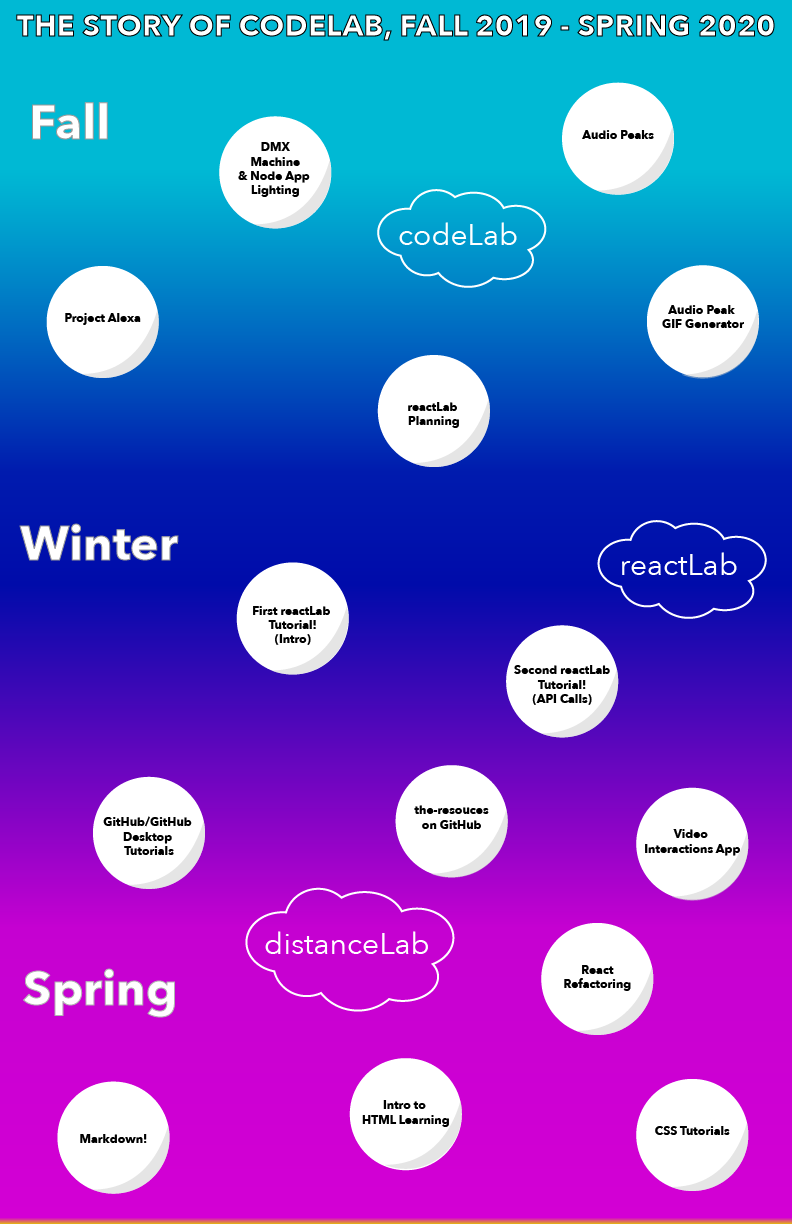 THE STORY OF CODELAB, FALL 2019 - SPRING 2020
Fall
DMX
Machine
& Node App
Lighting
Audio Peaks
codeLab
Project Alexa
Audio Peak
GIF Generator
reactLab
Planning
Winter
reactLab
First reactLab
Tutorial!
(Intro)
Second reactLab
Tutorial!
(API Calls)
GitHub/GitHub
Desktop
Tutorials
the-resouces
on GitHub
Video
Interactions App
distanceLab
Spring
React
Refactoring
Markdown!
Intro to
HTML Learning
CSS Tutorials